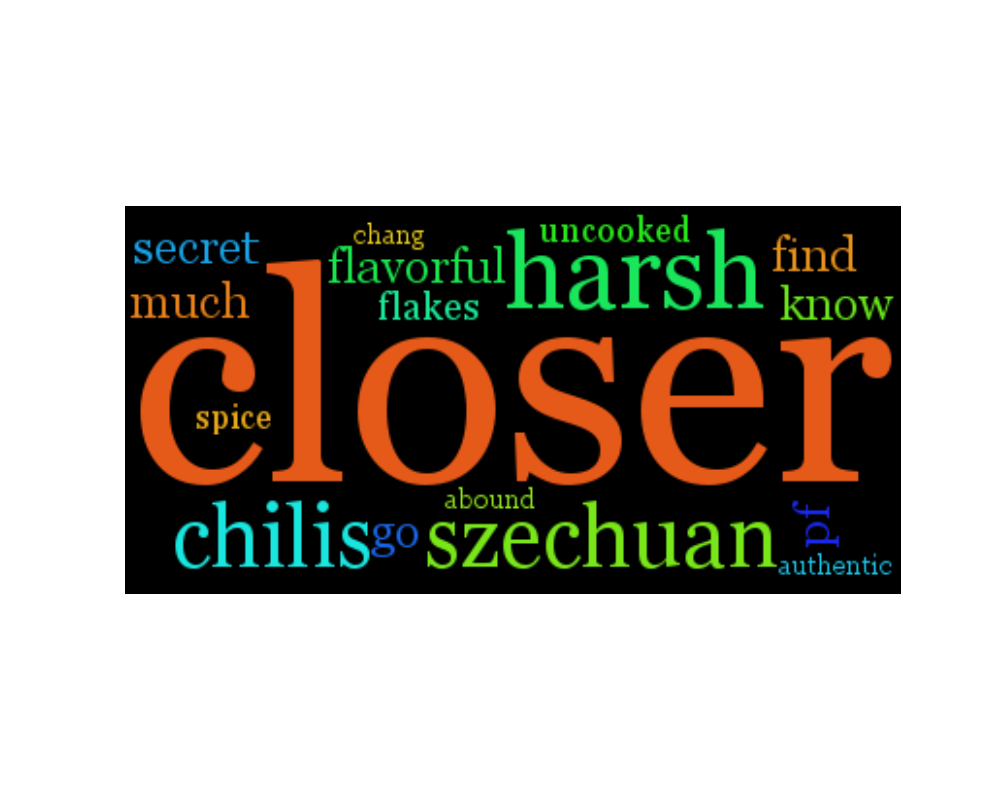 chang
uncooked
secret
flavorful
harsh
find
much
flakes
know
closer
spice
abound
chilis
go
szechuan
pf
authentic